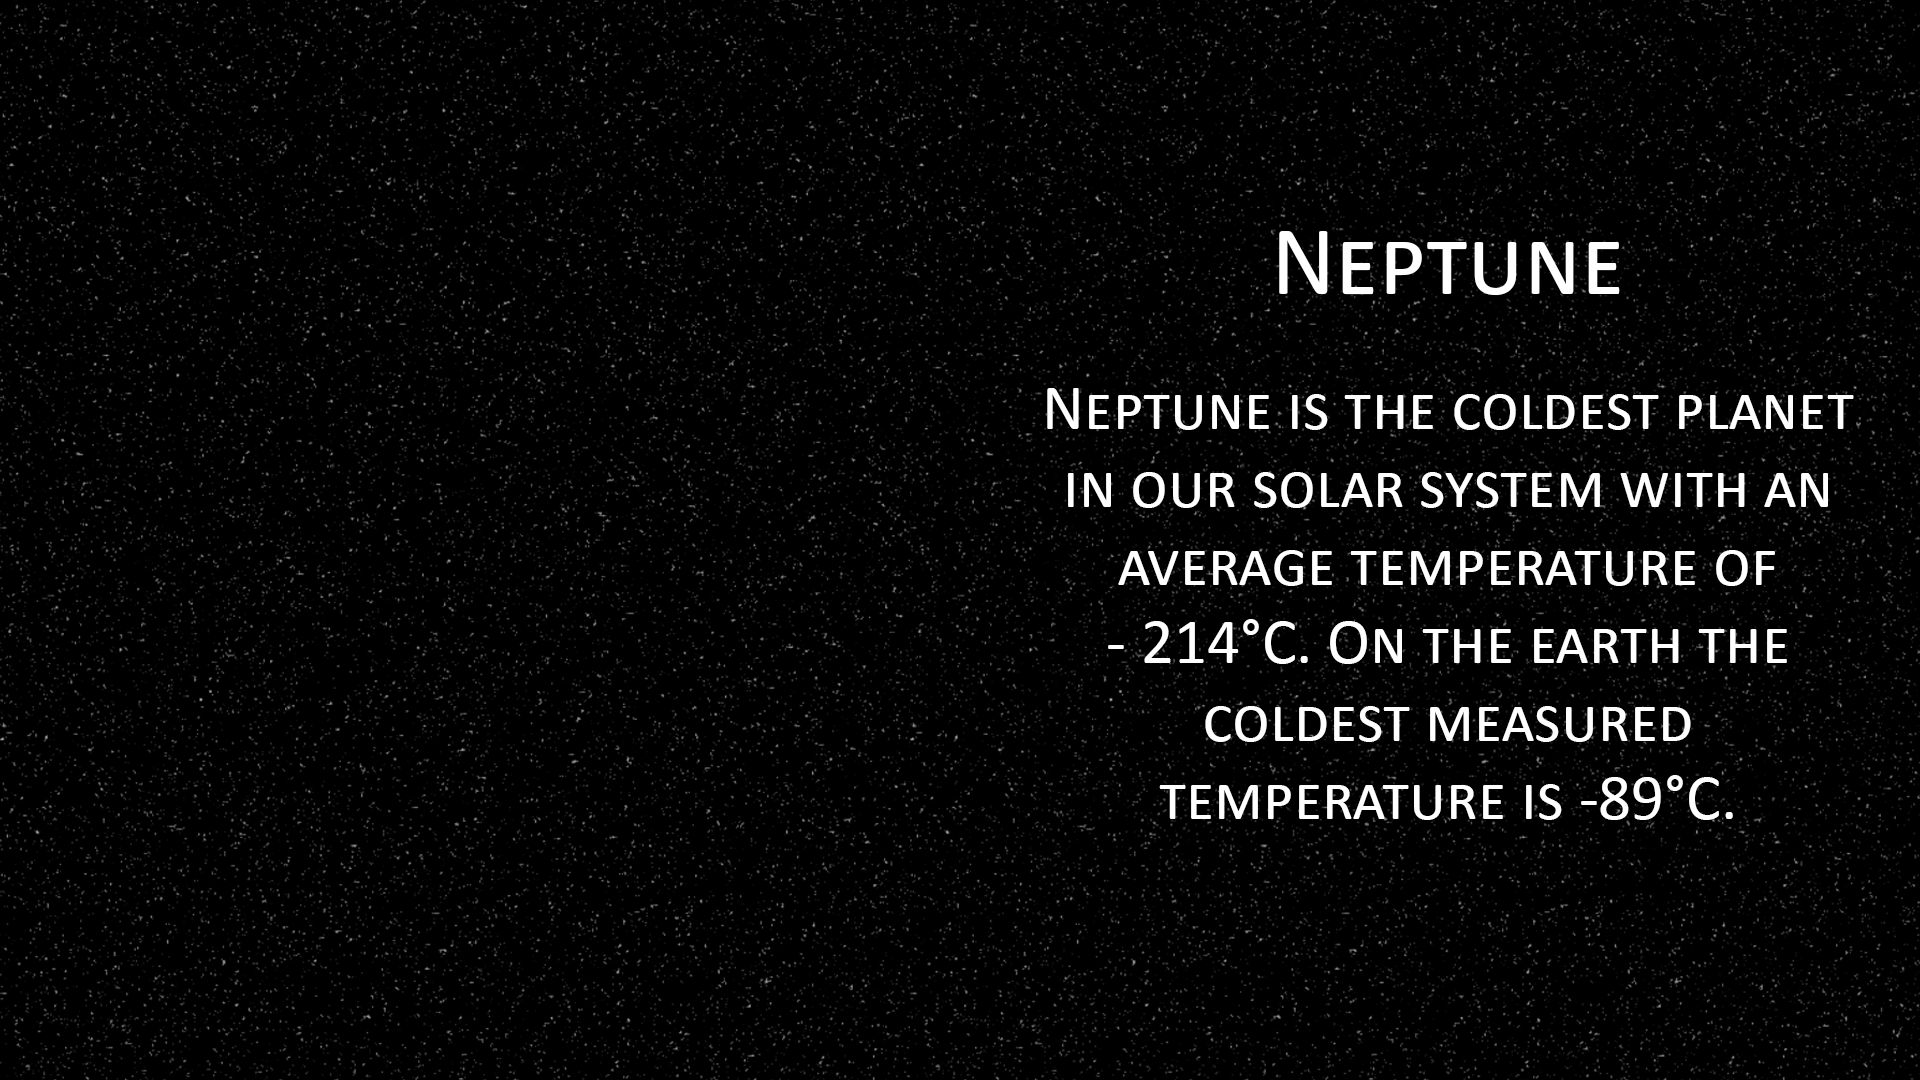 Neptune
Neptune is the coldest planet
in our solar system with an
average temperature of
- 214°C. On the earth the
coldest measured
temperature is -89°C.